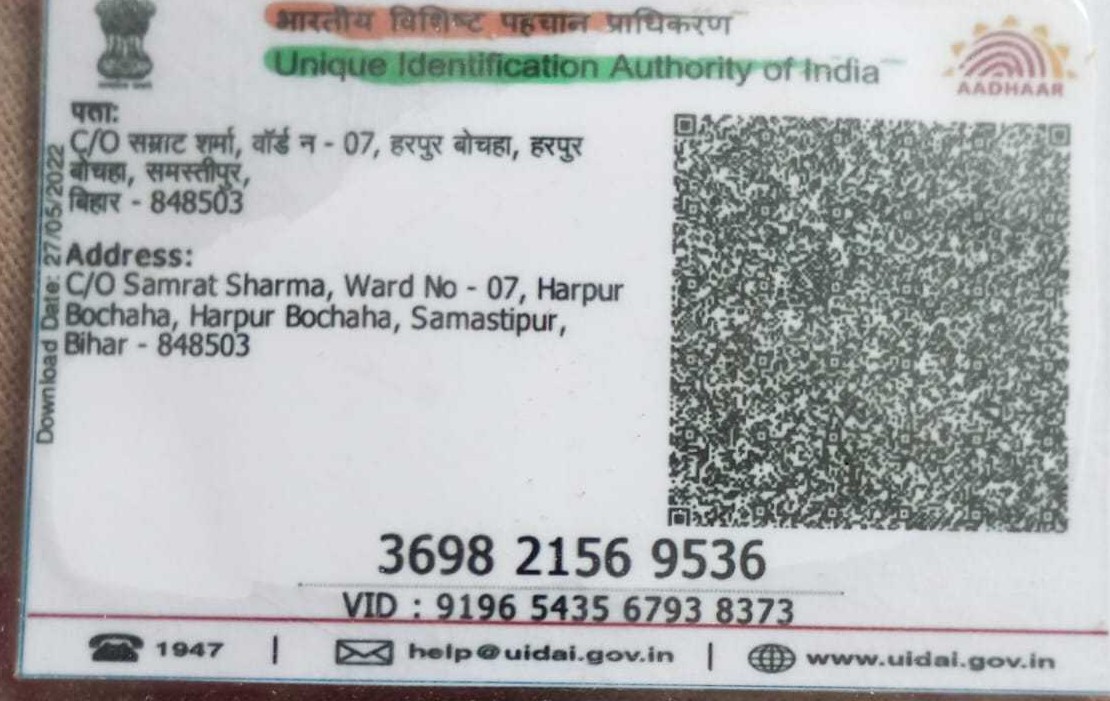 भारतीय विशिष्ट पहचान प्राधिकरण
Unique Identification Authority of India
AADHAAR
पता:
C/O सम्राट शर्मा, वॉर्ड न - 07, हरपुर बोचहा, हरपुर
बोचहा, समस्तीपुर,
बिहार - 848503
Address:
C/O Samrat Sharma, Ward No - 07, Harpur
Bochaha, Harpur Bochaha, Samastipur,
Bihar - 848503
Download Date: 27/05/2022
3698 2156 9536
VID : 9196 5435 6793 8373
1947 | help@uidai.gov.in | www.uidai.gov.in